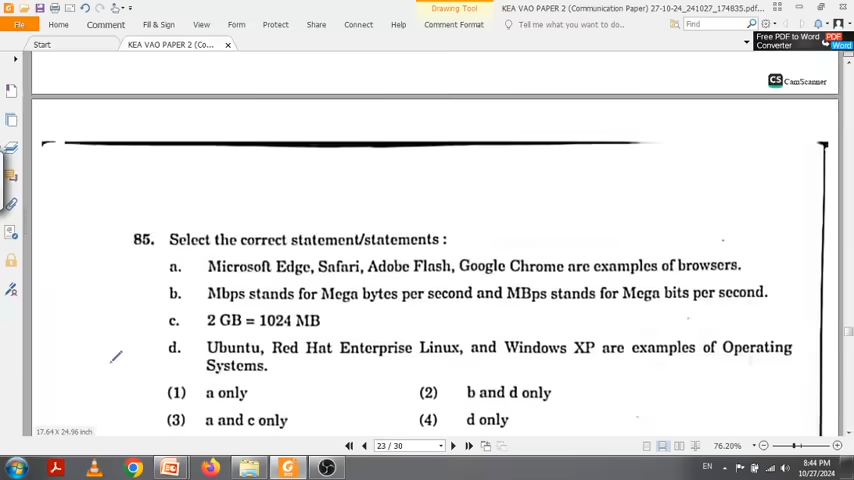 Drawing Tool
KEA VAO PAPER 2 (Communication Paper) 27-10-24_241027_174835.pdf...
File Home Comment Fill & Sign View Form Protect Share Connect Help Comment Format Tell me what you want to do... FRACTIONAL
Start KEA VAO PAPER 2 (Co... × Free PDF to Word Converter PDF Word
CS CamScanner
85. Select the correct statement/statements :
a. Microsoft Edge, Safari, Adobe Flash, Google Chrome are examples of browsers.
b. Mbps stands for Mega bytes per second and MBps stands for Mega bits per second.
c. 2 GB = 1024 MB
d. Ubuntu, Red Hat Enterprise Linux, and Windows XP are examples of Operating
Systems.
(1) a only (2) b and d only
(3) a and c only (4) d only
17.64 x 24.96 inch
23 / 30 76.20%
EN 8:44 PM
10/27/2024